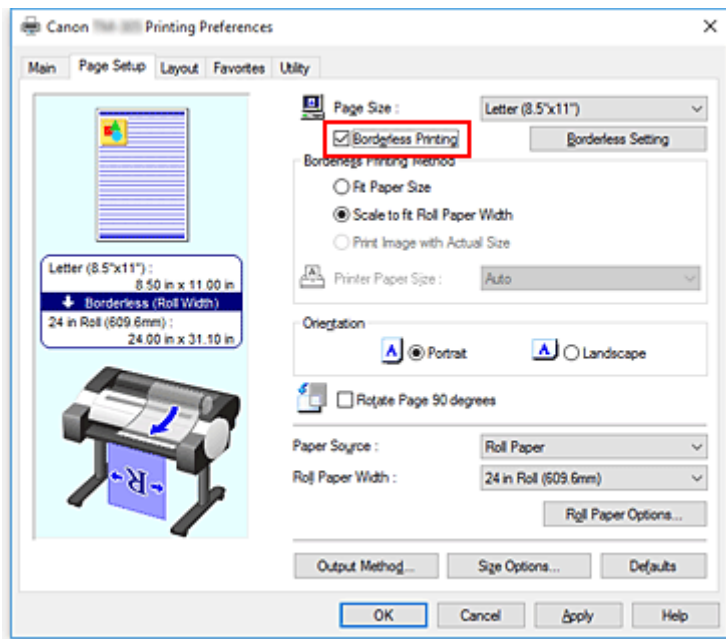 Canon Printing Preferences
Main Page Setup Layout Favorites Utility
Page Size : Letter (8.5"x11")
Borderless Printing Borderless Setting
Borderless Printing Method
Fit Paper Size
Scale to fit Roll Paper Width
Print Image with Actual Size
Printer Paper Size : Auto
Letter (8.5"x11") :
8.50 in x 11.00 in
Borderless (Roll Width)
24 in Roll (609.6mm) :
24.00 in x 31.10 in
Orientation
A Portrait A Landscape
Rotate Page 90 degrees
R
Paper Source : Roll Paper
Roll Paper Width : 24 in Roll (609.6mm)
Roll Paper Options...
Output Method... Size Options... Defaults
OK Cancel Apply Help